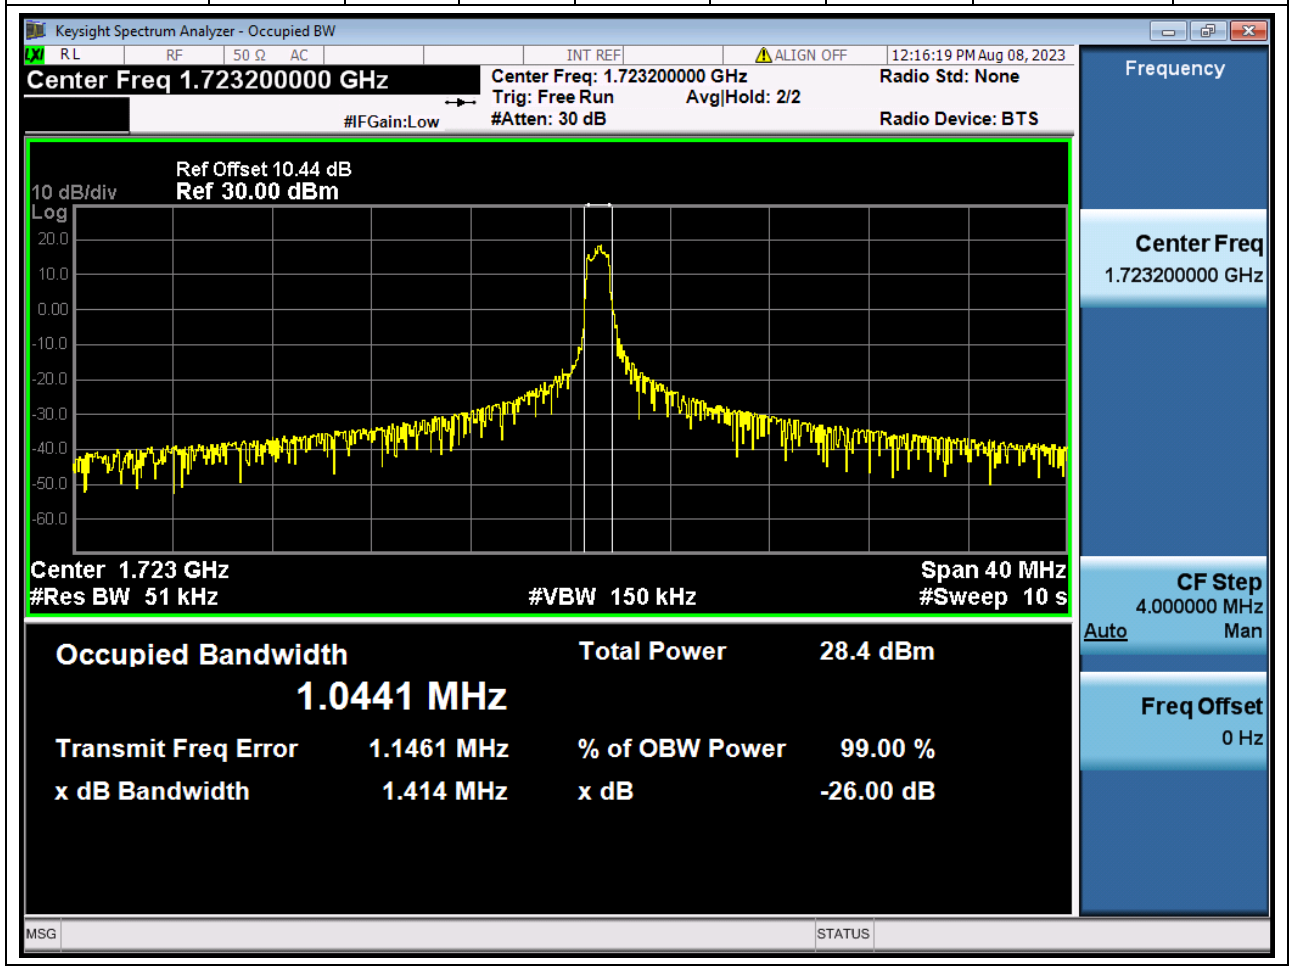 Keysight Spectrum Analyzer - Occupied BW
LXI RL RF 50 Ω AC INT REF ALIGN OFF 12:16:19 PM Aug 08, 2023
Center Freq 1.723200000 GHz
Center Freq: 1.723200000 GHz Radio Std: None
Trig: Free Run Avg|Hold: 2/2
#IFGain:Low #Atten: 30 dB Radio Device: BTS
Ref Offset 10.44 dB
10 dB/div Ref 30.00 dBm
Log
20.0
10.0
0.00
-10.0
-20.0
-30.0
-40.0
-50.0
-60.0
Center 1.723 GHz Span 40 MHz
#Res BW 51 kHz #VBW 150 kHz #Sweep 10 s
Occupied Bandwidth Total Power 28.4 dBm
1.0441 MHz
Transmit Freq Error 1.1461 MHz % of OBW Power 99.00 %
x dB Bandwidth 1.414 MHz x dB -26.00 dB
Frequency
Center Freq
1.723200000 GHz
CF Step
4.000000 MHz
Auto Man
Freq Offset
0 Hz
MSG STATUS